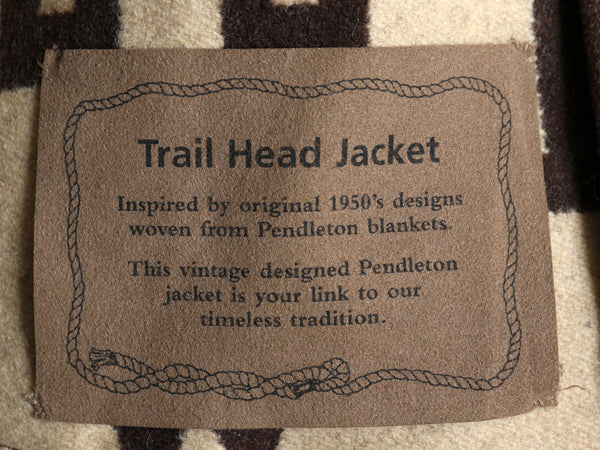 Trail Head Jacket
Inspired by original 1950's designs
woven from Pendleton blankets.
This vintage designed Pendleton
jacket is your link to our
timeless tradition.